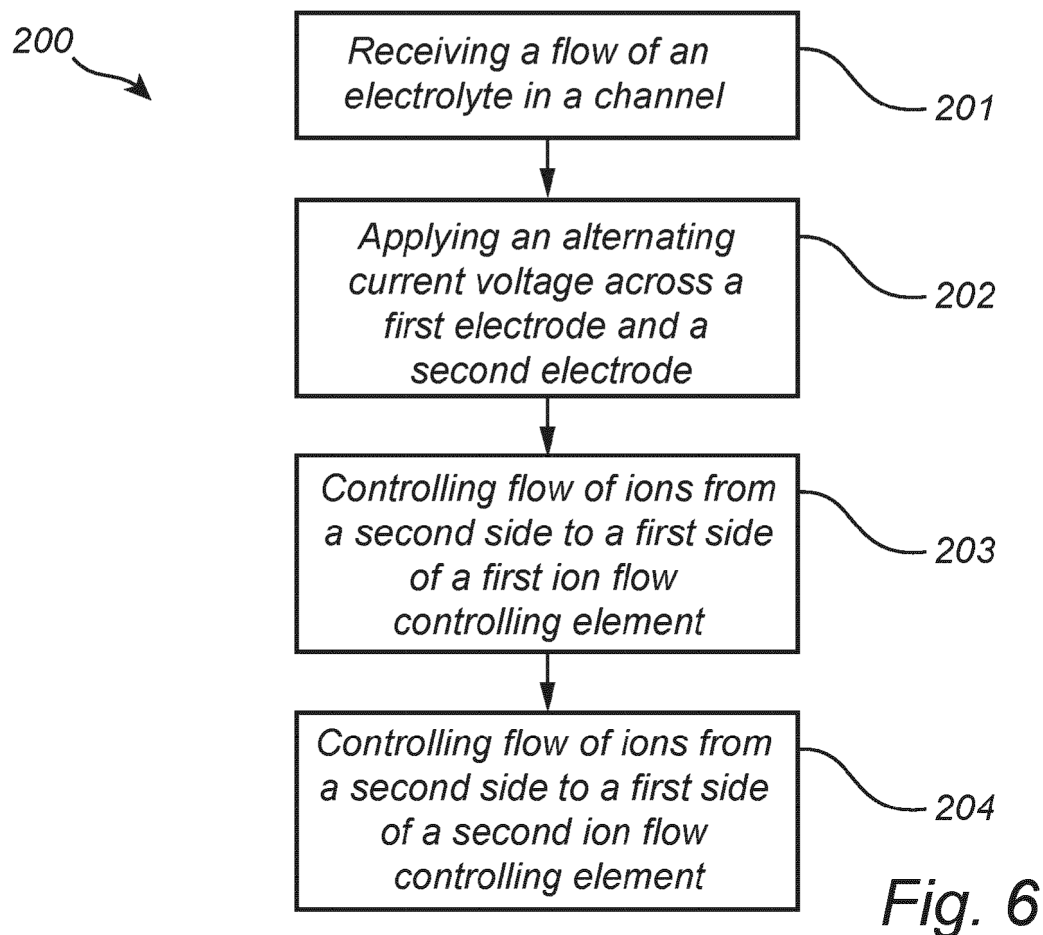 200
Receiving a flow of an
electrolyte in a channel
201
Applying an alternating
current voltage across a
first electrode and a
second electrode
202
Controlling flow of ions from
a second side to a first side
of a first ion flow
controlling element
203
Controlling flow of ions from
a second side to a first side
of a second ion flow
controlling element
204
Fig. 6